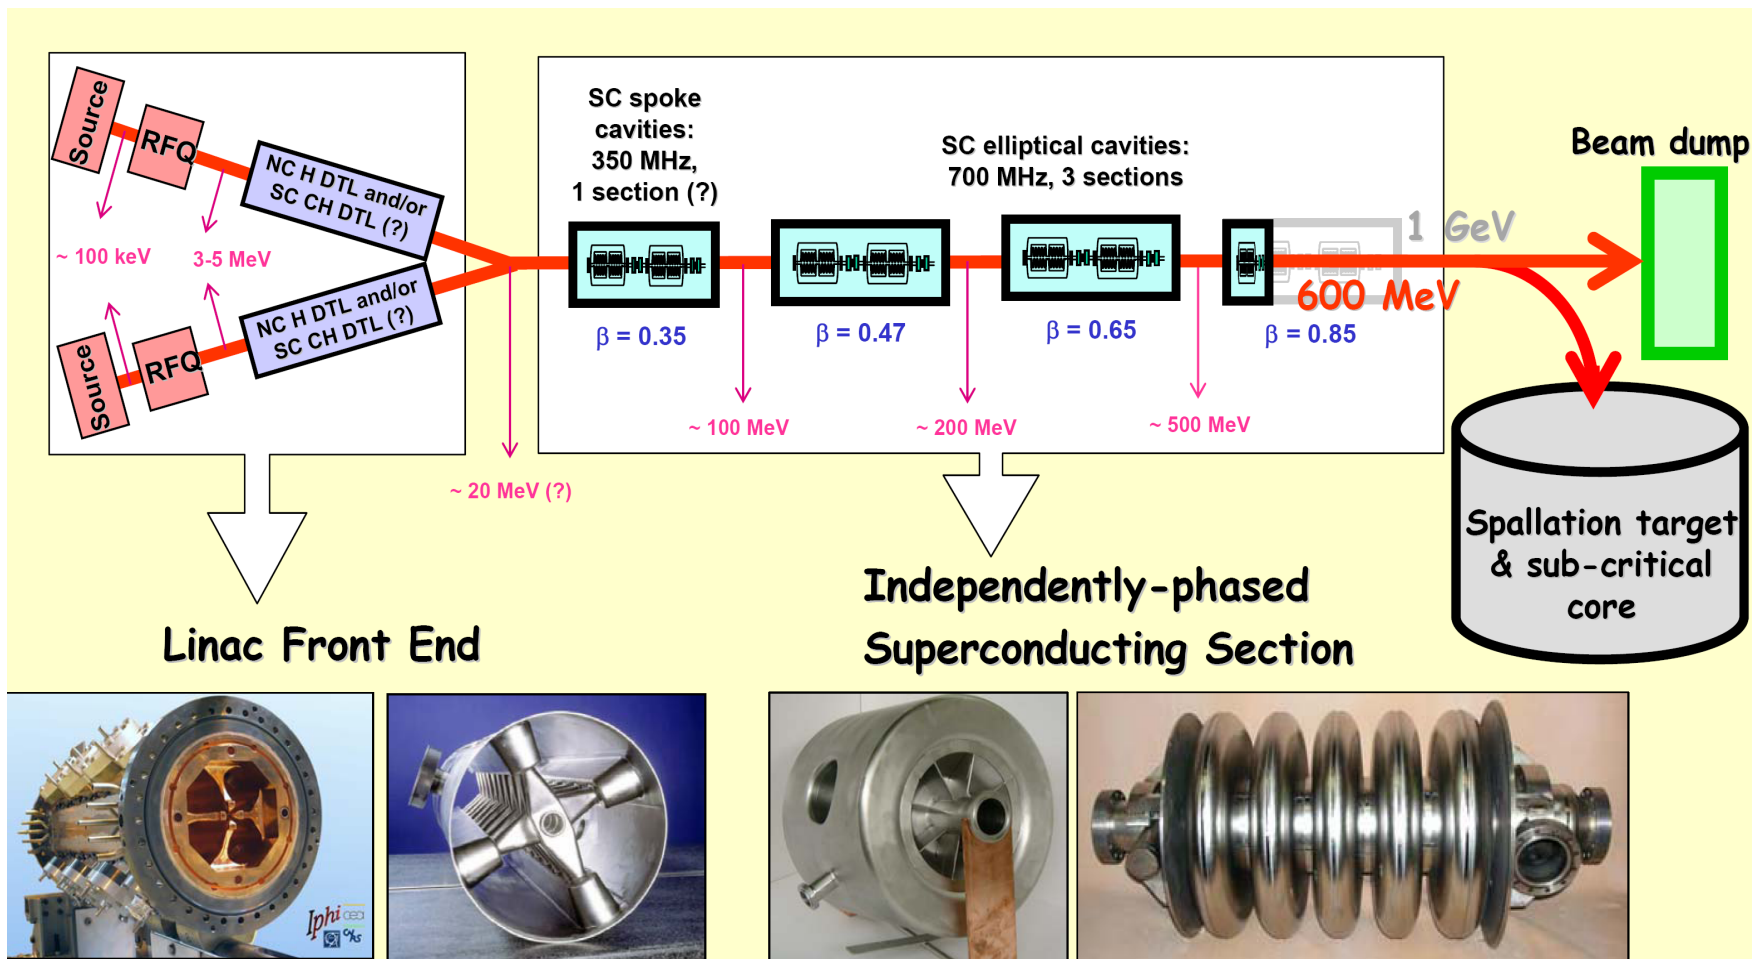 Source
RFQ
NC H DTL and/or
SC CH DTL (?)
~ 100 keV
3-5 MeV
Source
RFQ
NC H DTL and/or
SC CH DTL (?)
~ 20 MeV (?)
SC spoke
cavities:
350 MHz,
1 section (?)
SC elliptical cavities:
700 MHz, 3 sections
β = 0.35
β = 0.47
β = 0.65
β = 0.85
~ 100 MeV
~ 200 MeV
~ 500 MeV
1 GeV
600 MeV
Beam dump
Spallation target
& sub-critical
core
Linac Front End
Independently-phased
Superconducting Section
Iphi
cea